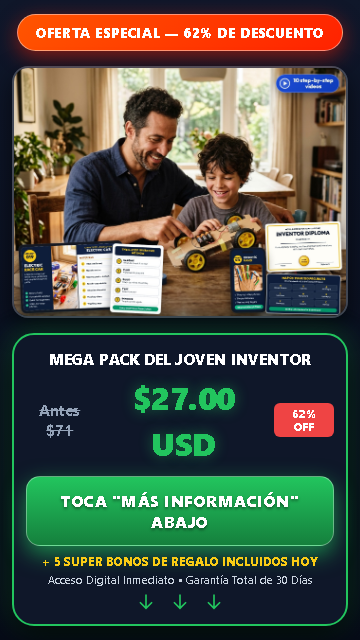 OFERTA ESPECIAL — 62% DE DESCUENTO
10 step-by-step
videos
INVENTOR DIPLOMA
ELECTRIC
RACE CAR
MEGA PACK DEL JOVEN INVENTOR
Antes
$71
$27.00
USD
62%
OFF
TOCA "MÁS INFORMACIÓN"
ABAJO
+ 5 SUPER BONOS DE REGALO INCLUIDOS HOY
Acceso Digital Inmediato • Garantía Total de 30 Días
↓ ↓ ↓